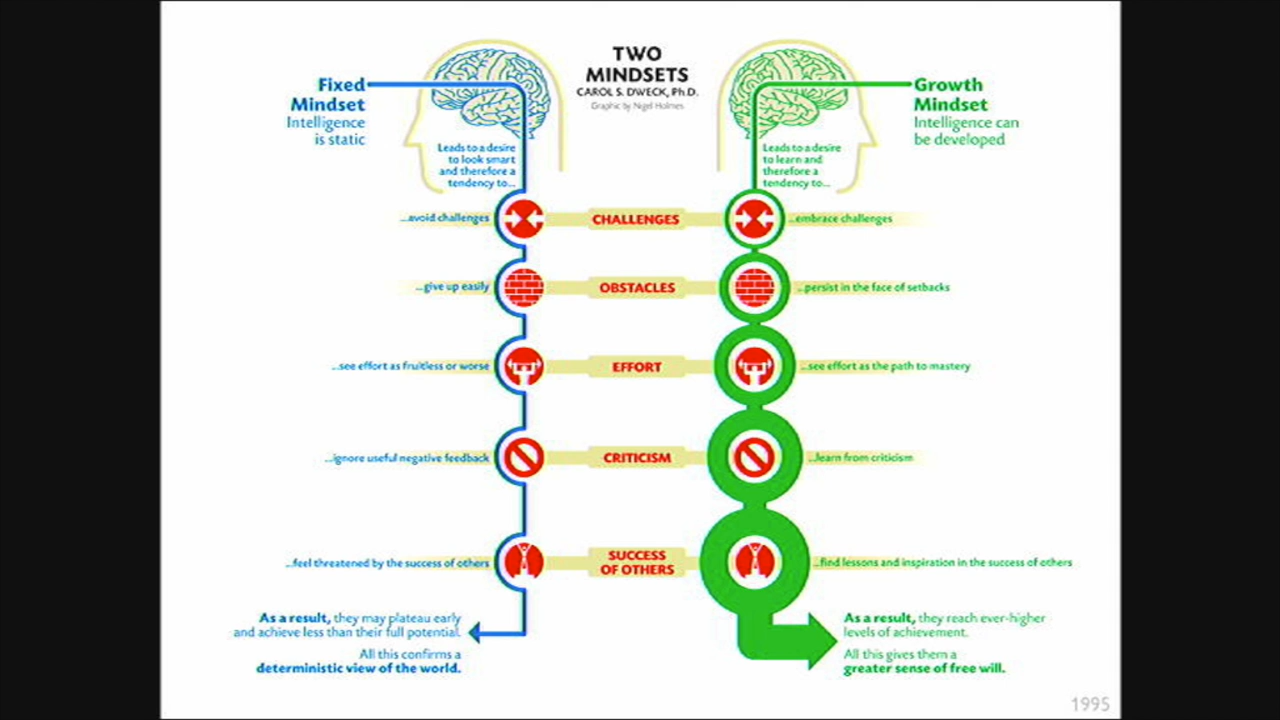 TWO
MINDSETS
CAROL S. DWECK, Ph.D.
Graphic by Nigel Holmes
Fixed
Mindset
Intelligence
is static
Leads to a desire
to look smart
and therefore a
tendency to...
Growth
Mindset
Intelligence can
be developed
Leads to a desire
to learn and
therefore a
tendency to...
...avoid challenges
CHALLENGES
...embrace challenges
...give up easily
OBSTACLES
...persist in the face of setbacks
...see effort as fruitless or worse
EFFORT
...see effort as the path to mastery
...ignore useful negative feedback
CRITICISM
...learn from criticism
...feel threatened by the success of others
SUCCESS
OF OTHERS
...find lessons and inspiration in the success of others
As a result, they may plateau early
and achieve less than their full potential.
All this confirms a
deterministic view of the world.
As a result, they reach ever-higher
levels of achievement.
All this gives them a
greater sense of free will.
1995